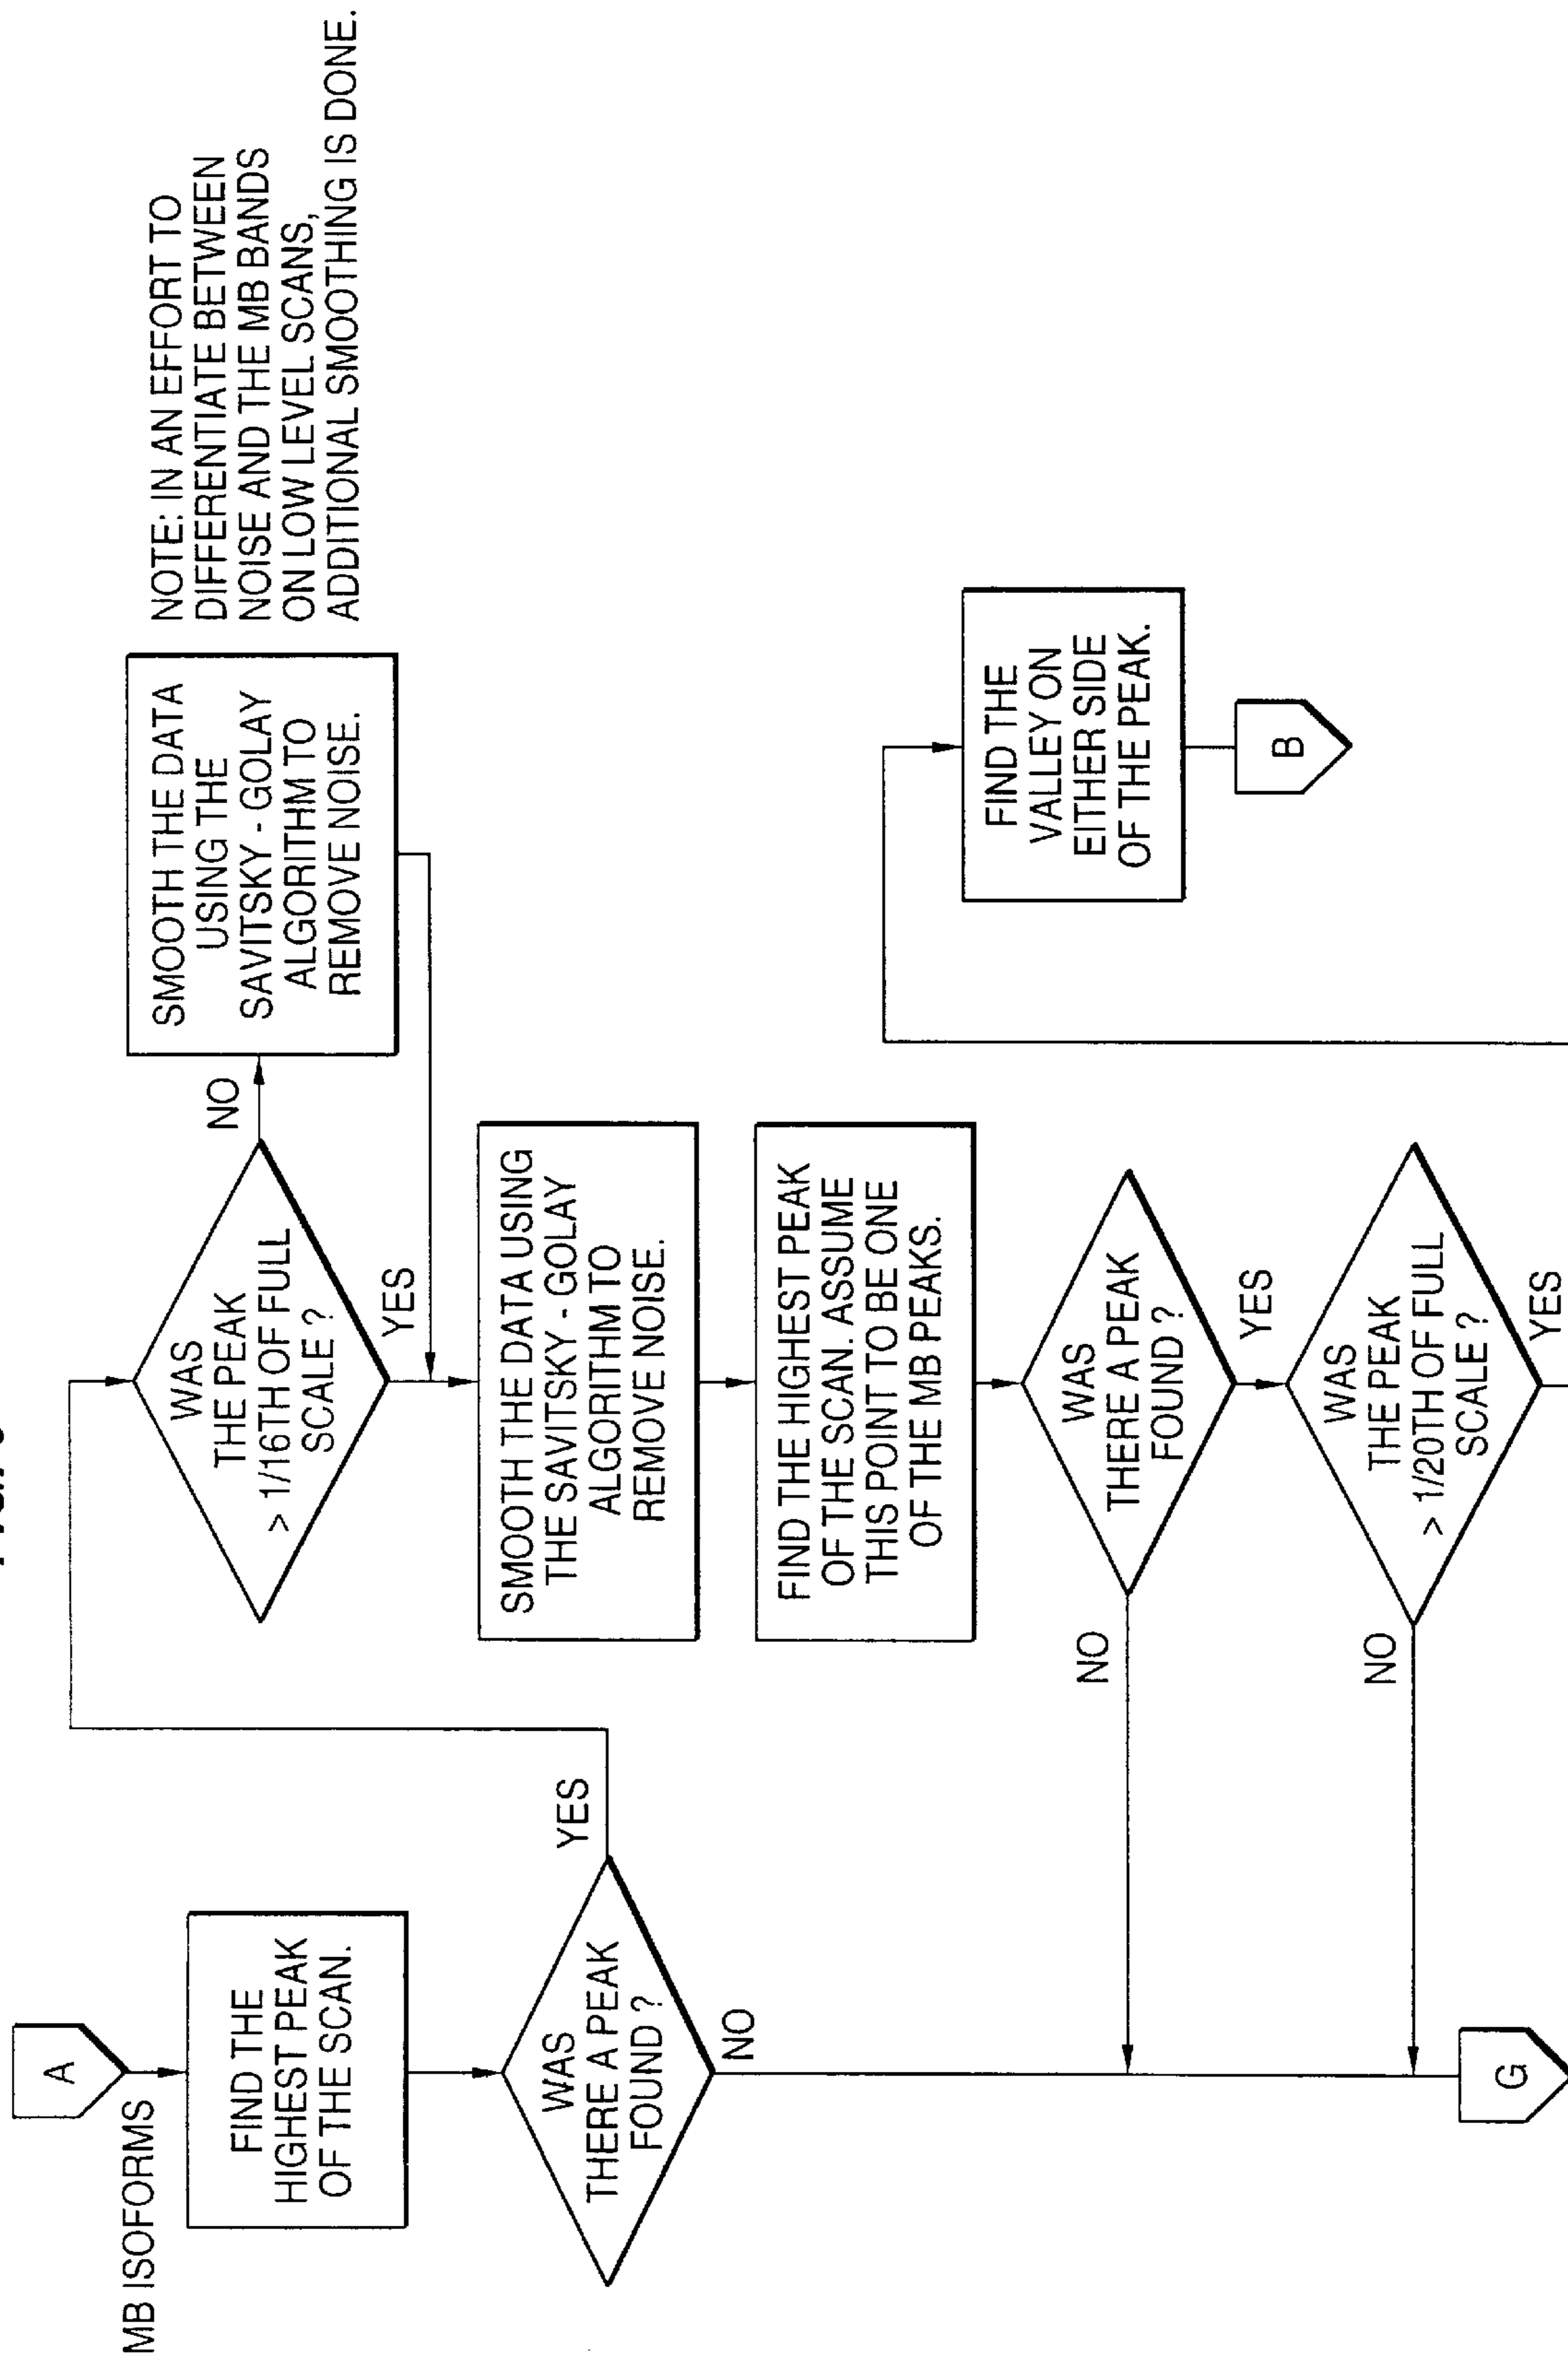 A
MB ISOFORMS
FIND THE
HIGHEST PEAK
OF THE SCAN.
WAS
THERE A PEAK
FOUND ?
YES
NO
WAS
THE PEAK
> 1/16TH OF FULL
SCALE ?
NO
YES
SMOOTH THE DATA
USING THE
SAVITSKY - GOLAY
ALGORITHM TO
REMOVE NOISE.
NOTE: IN AN EFFORT TO
DIFFERENTIATE BETWEEN
NOISE AND THE MB BANDS
ON LOW LEVEL SCANS,
ADDITIONAL SMOOTHING IS DONE.
SMOOTH THE DATA USING
THE SAVITSKY - GOLAY
ALGORITHM TO
REMOVE NOISE.
FIND THE HIGHEST PEAK
OF THE SCAN. ASSUME
THIS POINT TO BE ONE
OF THE MB PEAKS.
WAS
THERE A PEAK
FOUND ?
NO
YES
WAS
THE PEAK
> 1/20TH OF FULL
SCALE ?
NO
YES
G
FIND THE
VALLEY ON
EITHER SIDE
OF THE PEAK.
B